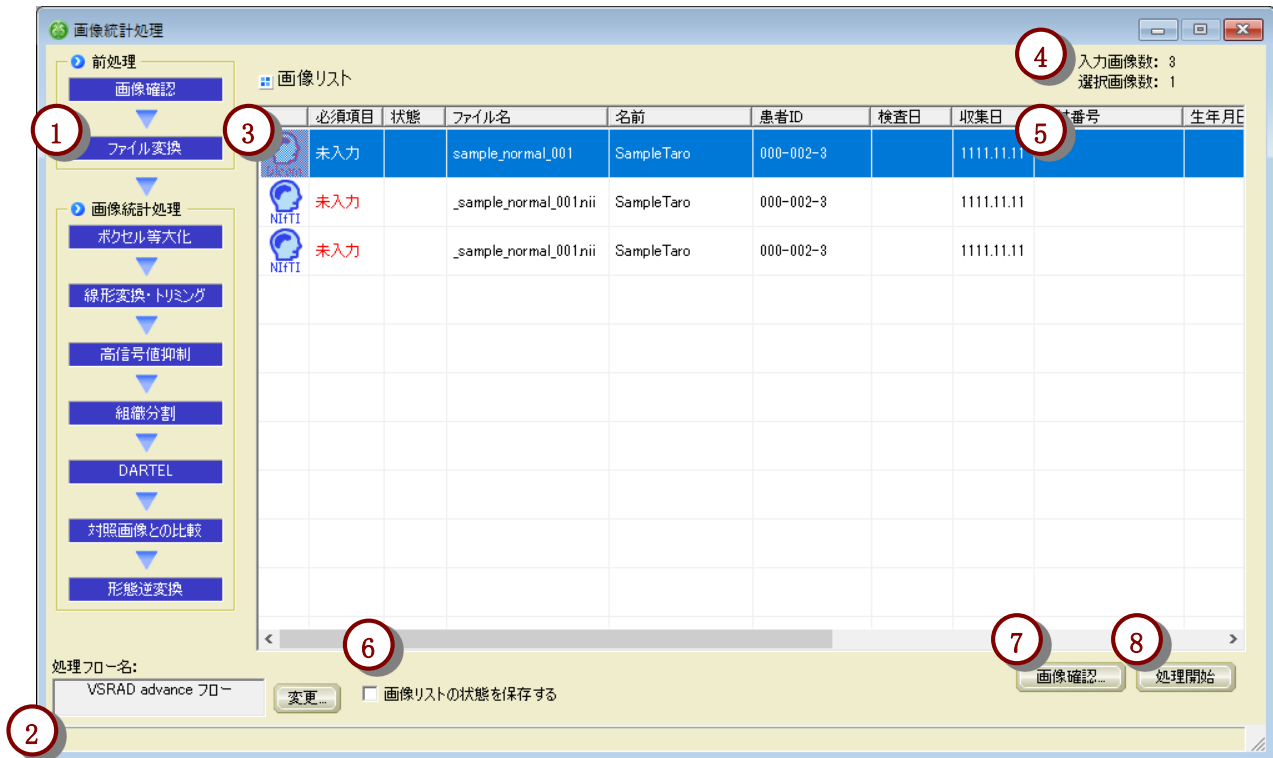 画像統計処理
前処理
画像確認
ファイル変換
画像統計処理
ボクセル等大化
線形変換・トリミング
高信号値抑制
組織分割
DARTEL
対照画像との比較
形態逆変換
処理フロー名:
VSRAD advance フロー
変更...
画像リストの状態を保存する
画像リスト
入力画像数: 3
選択画像数: 1
必須項目 状態 ファイル名 名前 患者ID 検査日 収集日 番号 生年月日
未入力 sample_normal_001 SampleTaro 000-002-3 1111.11.11
NIfTI 未入力 _sample_normal_001.nii SampleTaro 000-002-3 1111.11.11
NIfTI 未入力 _sample_normal_001.nii SampleTaro 000-002-3 1111.11.11
画像確認...
処理開始
1
2
3
4
5
6
7
8